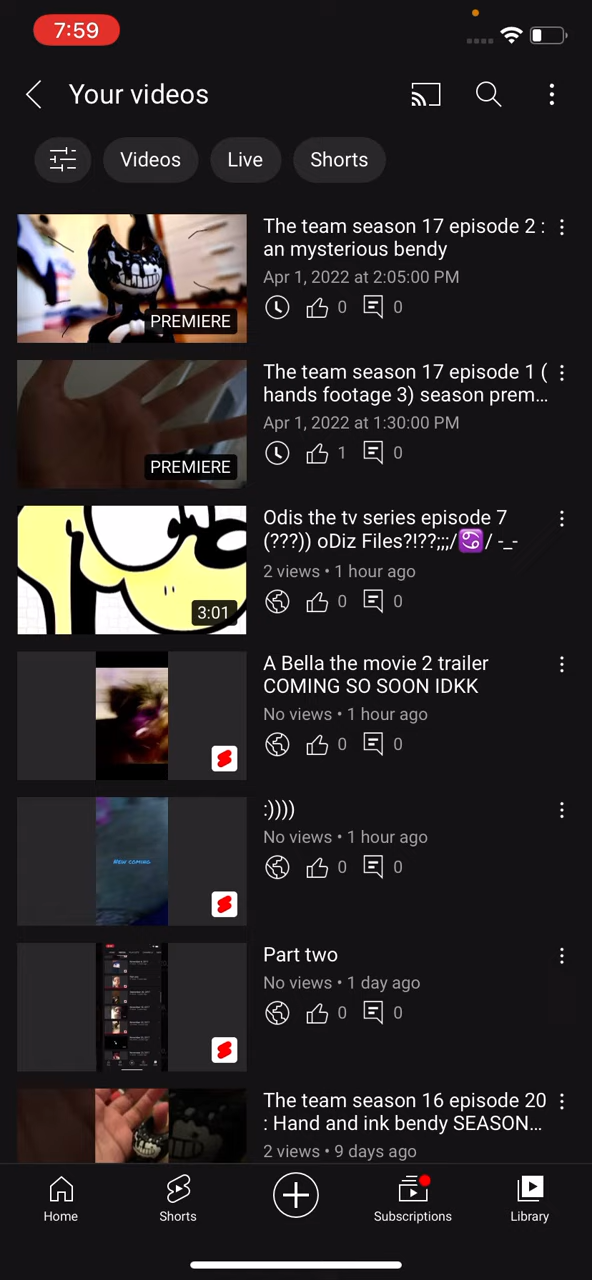 7:59
Your videos
Videos
Live
Shorts
The team season 17 episode 2 :
an mysterious bendy
Apr 1, 2022 at 2:05:00 PM
PREMIERE
0
0
The team season 17 episode 1 (
hands footage 3) season prem...
Apr 1, 2022 at 1:30:00 PM
PREMIERE
1
0
Odis the tv series episode 7
(???)) oDiz Files?!??;;;/♋/ -_-
2 views • 1 hour ago
3:01
0
0
A Bella the movie 2 trailer
COMING SO SOON IDKK
No views • 1 hour ago
0
0
:))))
No views • 1 hour ago
New coming
0
0
Part two
No views • 1 day ago
0
0
The team season 16 episode 20
: Hand and ink bendy SEASON...
2 views • 9 days ago
Home
Shorts
Subscriptions
Library